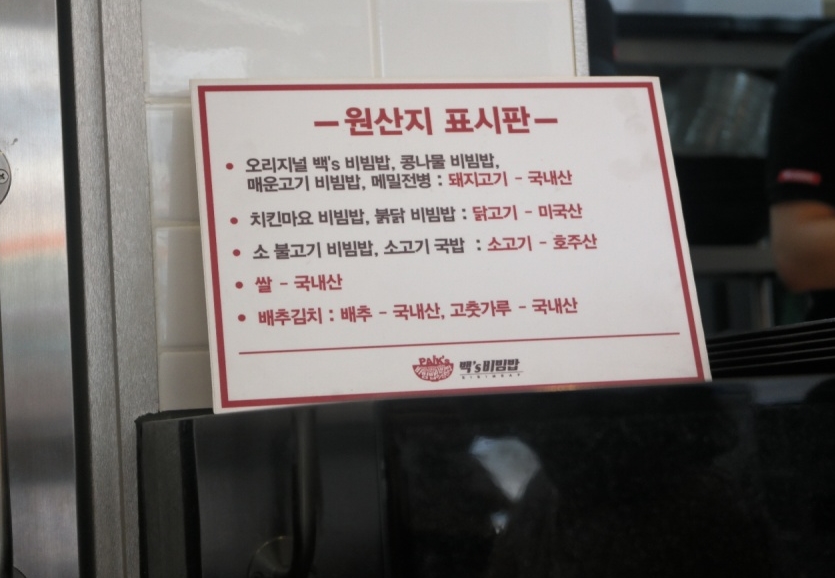 －원산지 표시판－
• 오리지널 백's 비빔밥, 콩나물 비빔밥,
매운고기 비빔밥, 메밀전병 : 돼지고기 - 국내산
• 치킨마요 비빔밥, 붉닭 비빔밥 : 닭고기 - 미국산
• 소 불고기 비빔밥, 소고기 국밥 : 소고기 - 호주산
• 쌀 - 국내산
• 배추김치 : 배추 - 국내산, 고춧가루 - 국내산
PAIK'S
백's비빔밥